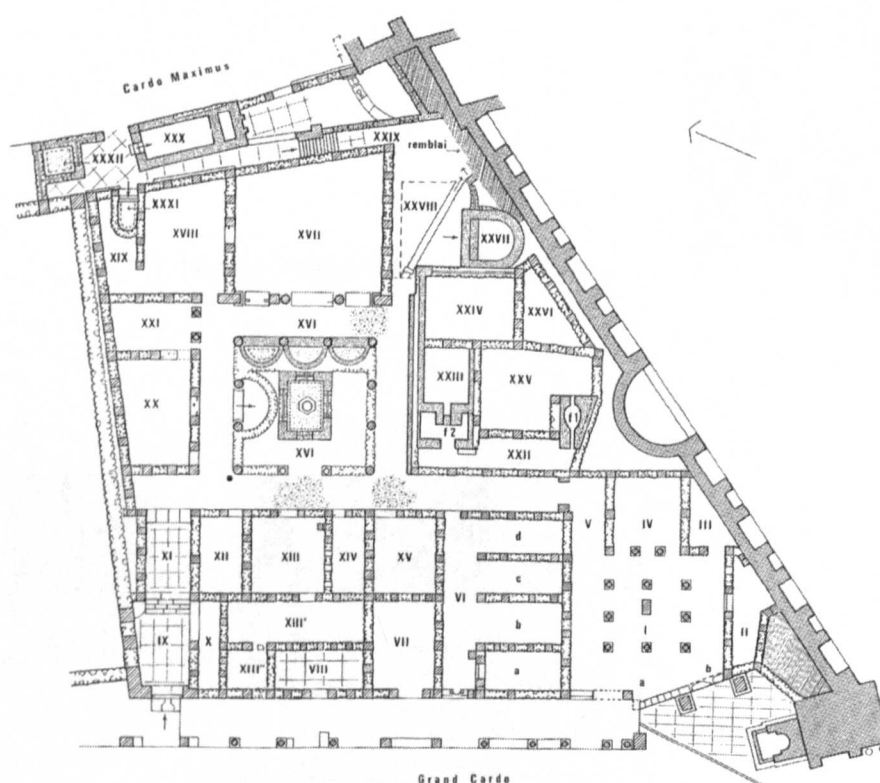 Cardo Maximus
XXX
XXIX
remblai
XXXII
XXXI
XVIII
XVII
XXVIII
XXVII
XIX
XXI
XVI
XXIV
XXVI
XX
XXIII
XXV
f1
f2
XVI
XXII
XI
XII
XIII
XIV
XV
d
V
IV
III
c
VI
b
IX
X
XIII'
VII
I
II
XIII"
VIII
a
a
b
Grand Cardo